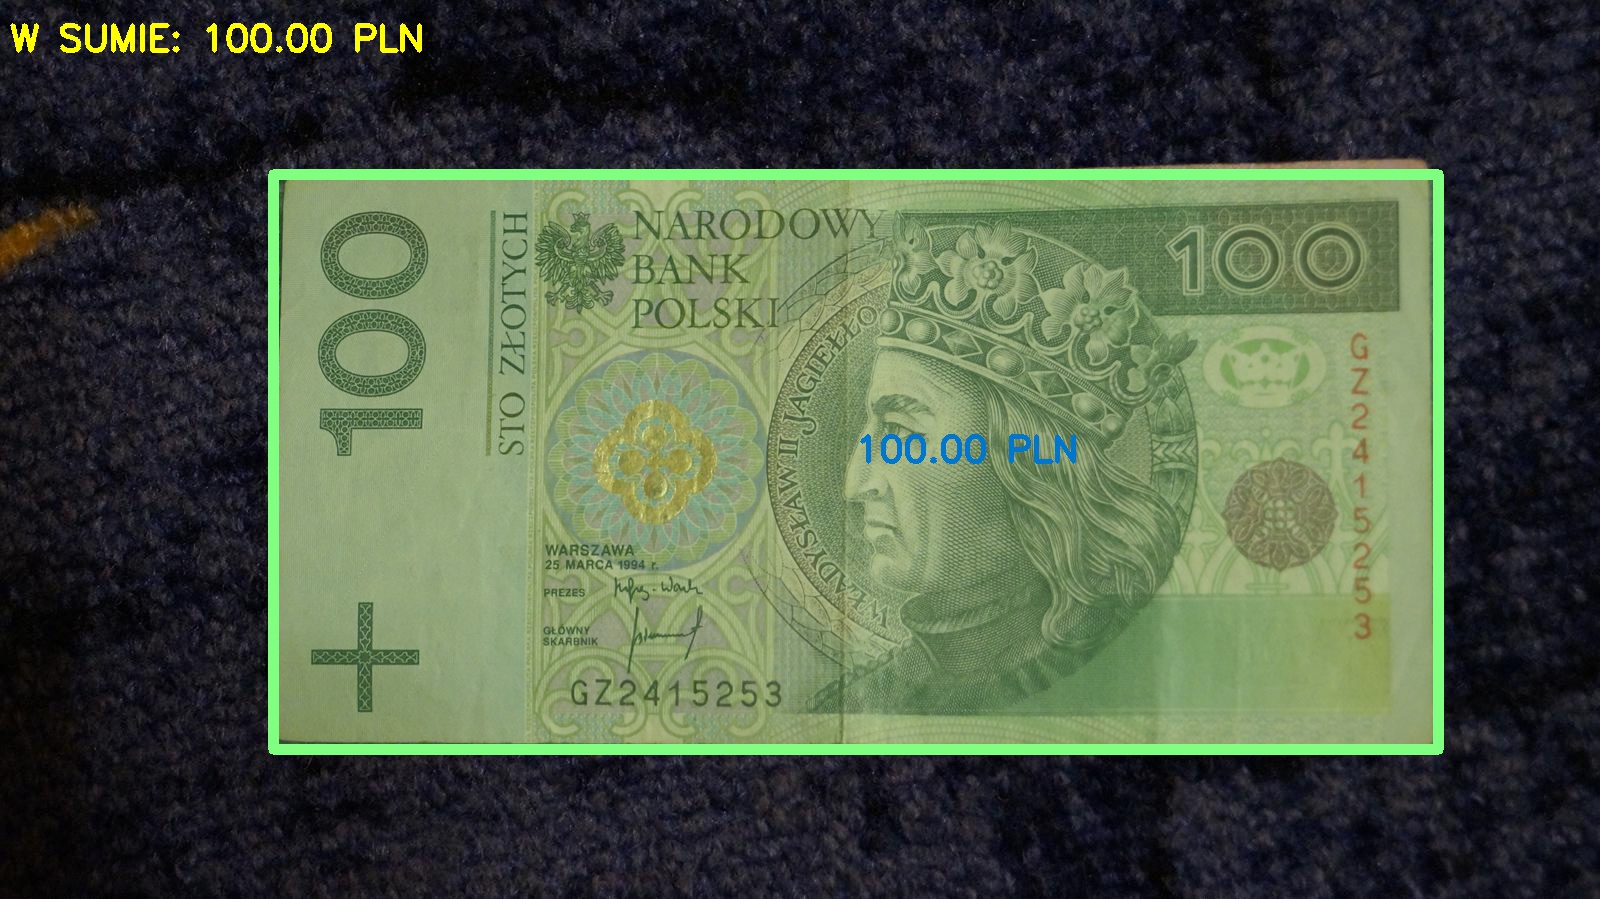 W SUMIE: 100.00 PLN
100
STO ZŁOTYCH
NARODOWY
BANK
POLSKI
100
WŁADYSŁAW II JAGIEŁŁO
100.00 PLN
GZ2415253
WARSZAWA
25 MARCA 1994 r.
PREZES
GŁÓWNY
SKARBNIK
GZ2415253